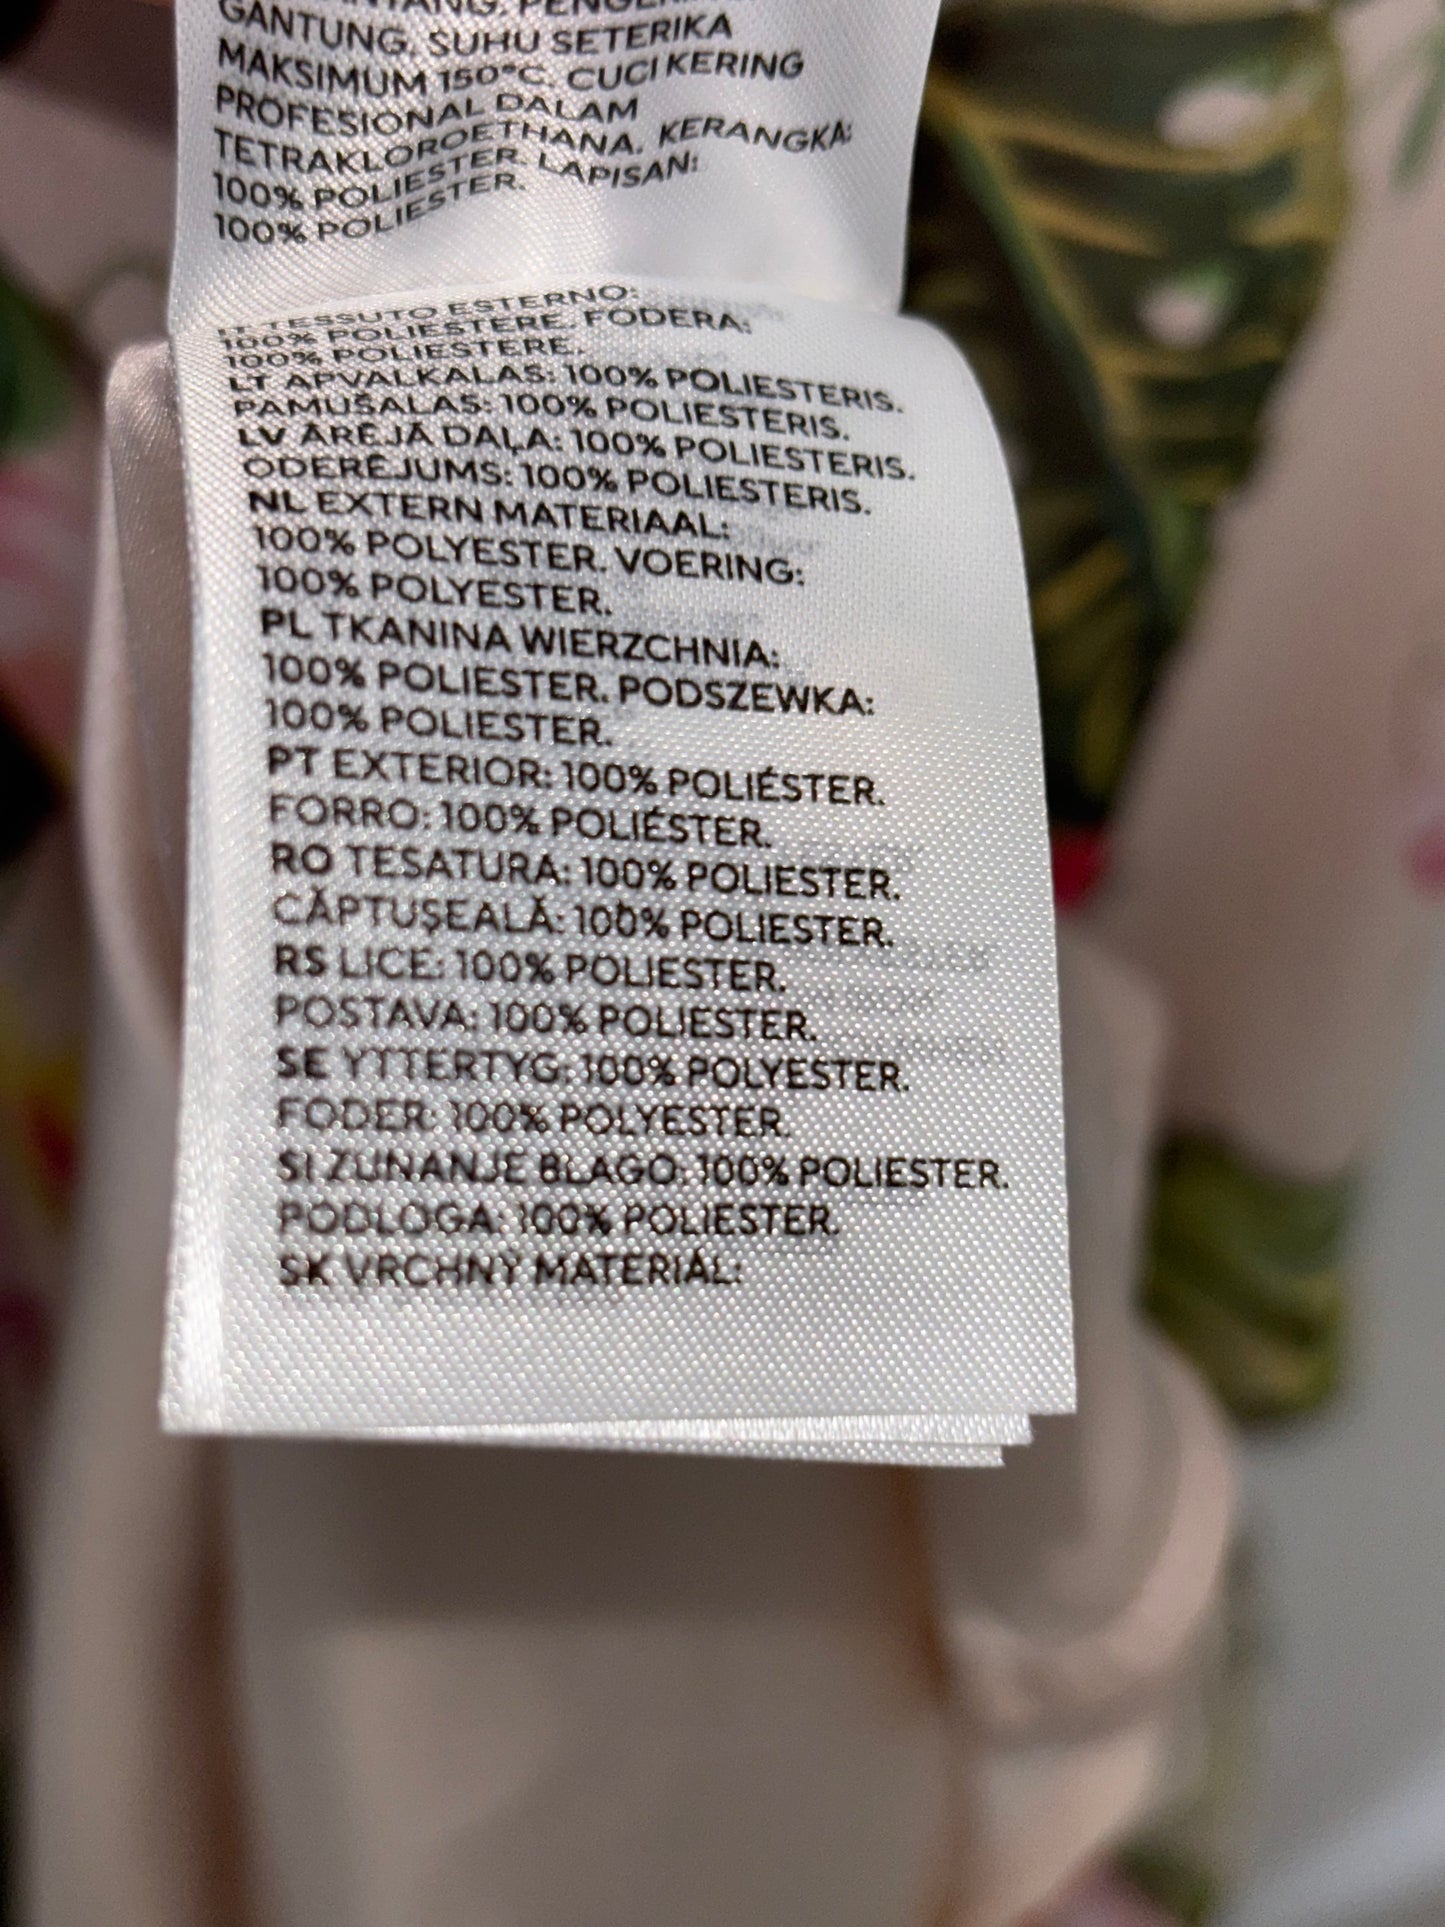 GANTUNG. SUHU SETERIKA
MAKSIMUM 150°C. CUCI KERING
PROFESIONAL DALAM
TETRAKLOROETHANA. KERANGKA:
100% POLIESTER. LAPISAN:
100% POLIESTER.
IT TESSUTO ESTERNO:
100% POLIESTERE. FODERA:
100% POLIESTERE.
LT APVALKALAS: 100% POLIESTERIS.
PAMUŠALAS: 100% POLIESTERIS.
LV ĀRĒJĀ DAĻA: 100% POLIESTERIS.
ODERĒJUMS: 100% POLIESTERIS.
NL EXTERN MATERIAAL:
100% POLYESTER. VOERING:
100% POLYESTER.
PL TKANINA WIERZCHNIA:
100% POLIESTER. PODSZEWKA:
100% POLIESTER.
PT EXTERIOR: 100% POLIÉSTER.
FORRO: 100% POLIÉSTER.
RO TESATURA: 100% POLIESTER.
CĂPTUŞEALĂ: 100% POLIESTER.
RS LICE: 100% POLIESTER.
POSTAVA: 100% POLIESTER.
SE YTTERTYG: 100% POLYESTER.
FODER: 100% POLYESTER.
SI ZUNANJE BLAGO: 100% POLIESTER.
PODLOGA: 100% POLIESTER.
SK VRCHNÝ MATERIÁL: